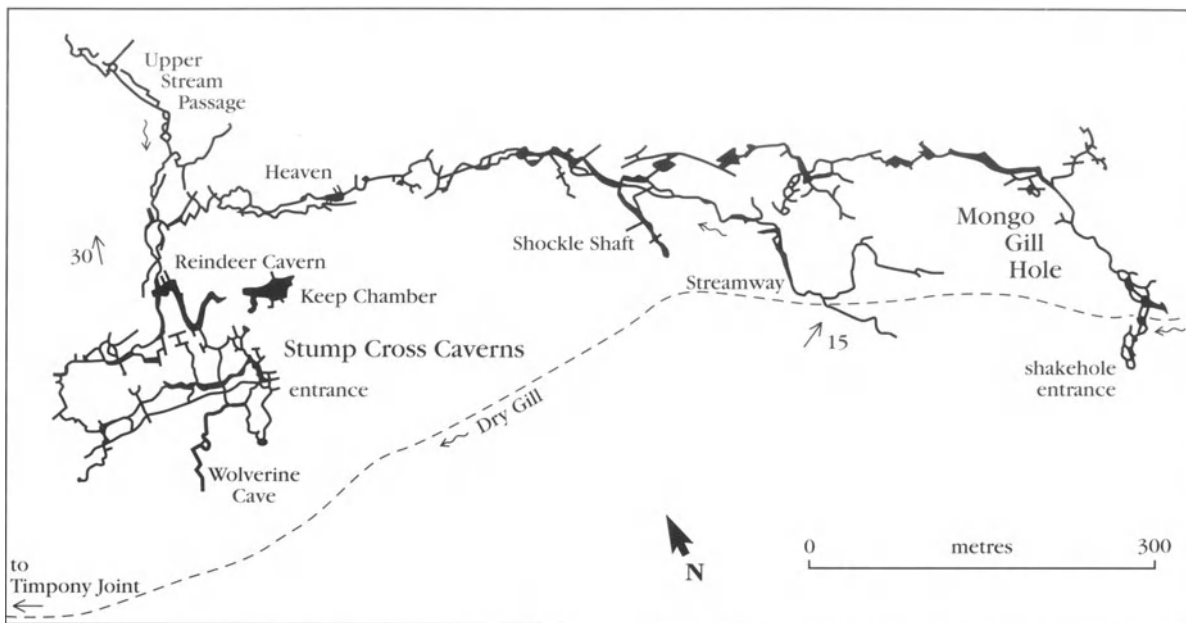 Upper
Stream
Passage
Heaven
30
Reindeer Cavern
Keep Chamber
Shockle Shaft
Streamway
Mongo
Gill
Hole
Stump Cross Caverns
entrance
15
shakehole
entrance
Dry Gill
Wolverine
Cave
N
0 metres 300
to
Timpony Joint